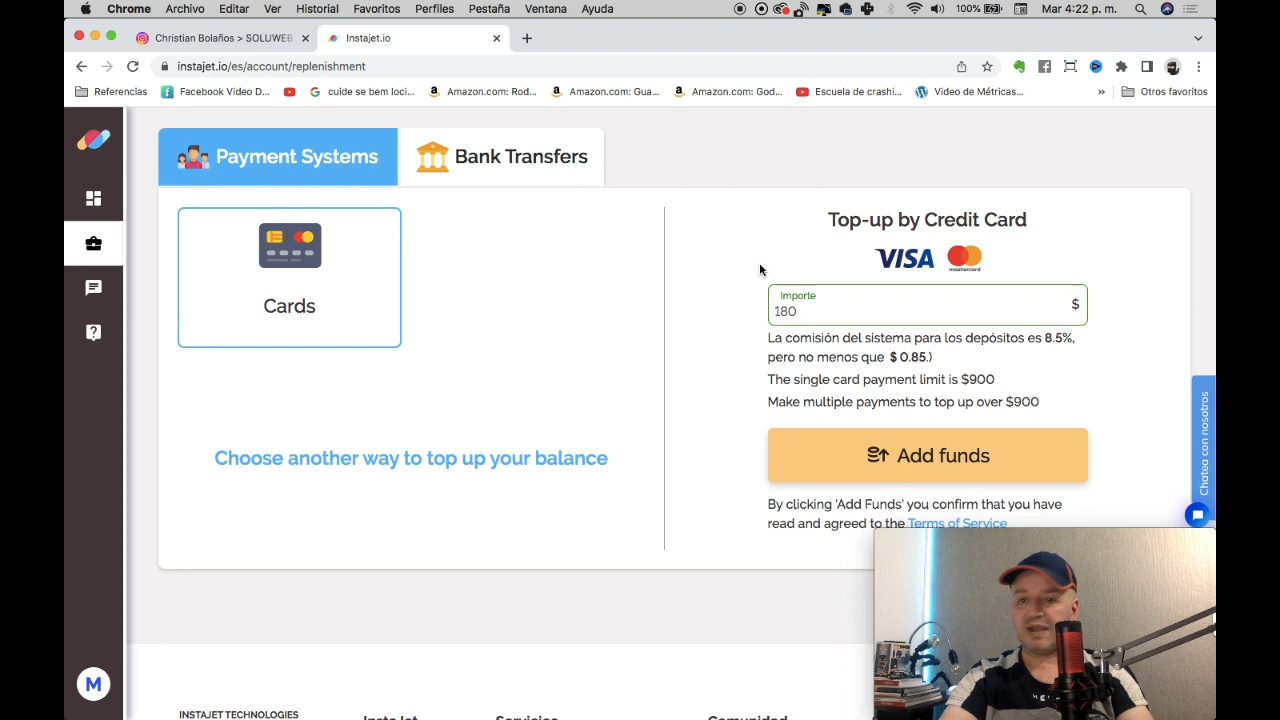 Chrome Archivo Editar Ver Historial Favoritos Perfiles Pestaña Ventana Ayuda 100% Mar 4:22 p. m.
Christian Bolaños > SOLUWEB Instajet.io
instajet.io/es/account/replenishment
Referencias Facebook Video D... cuide se bem loci... Amazon.com: Rod... Amazon.com: Gua... Amazon.com: God... Escuela de crashi... Video de Métricas... » Otros favoritos
Payment Systems Bank Transfers
Cards
Choose another way to top up your balance
Top-up by Credit Card
VISA mastercard
Importe
180 $
La comisión del sistema para los depósitos es 8.5%,
pero no menos que $ 0.85.)
The single card payment limit is $900
Make multiple payments to top up over $900
Add funds
By clicking 'Add Funds' you confirm that you have
read and agreed to the Terms of Service
Chatea con nosotros
M
INSTAJET TECHNOLOGIES InstaJet Servicios Comunidad